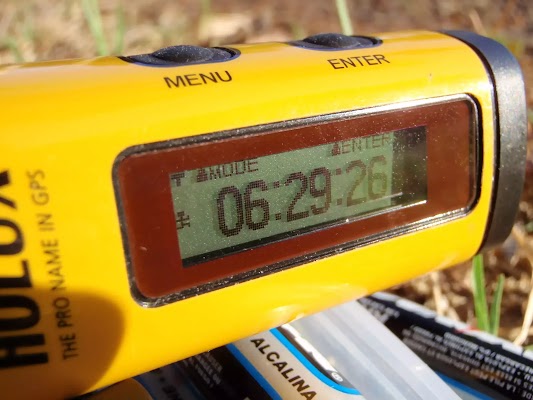 MENU
ENTER
MODE
ENTER
06:29:26
HOLUX
THE PRO NAME IN GPS
ALCALINA